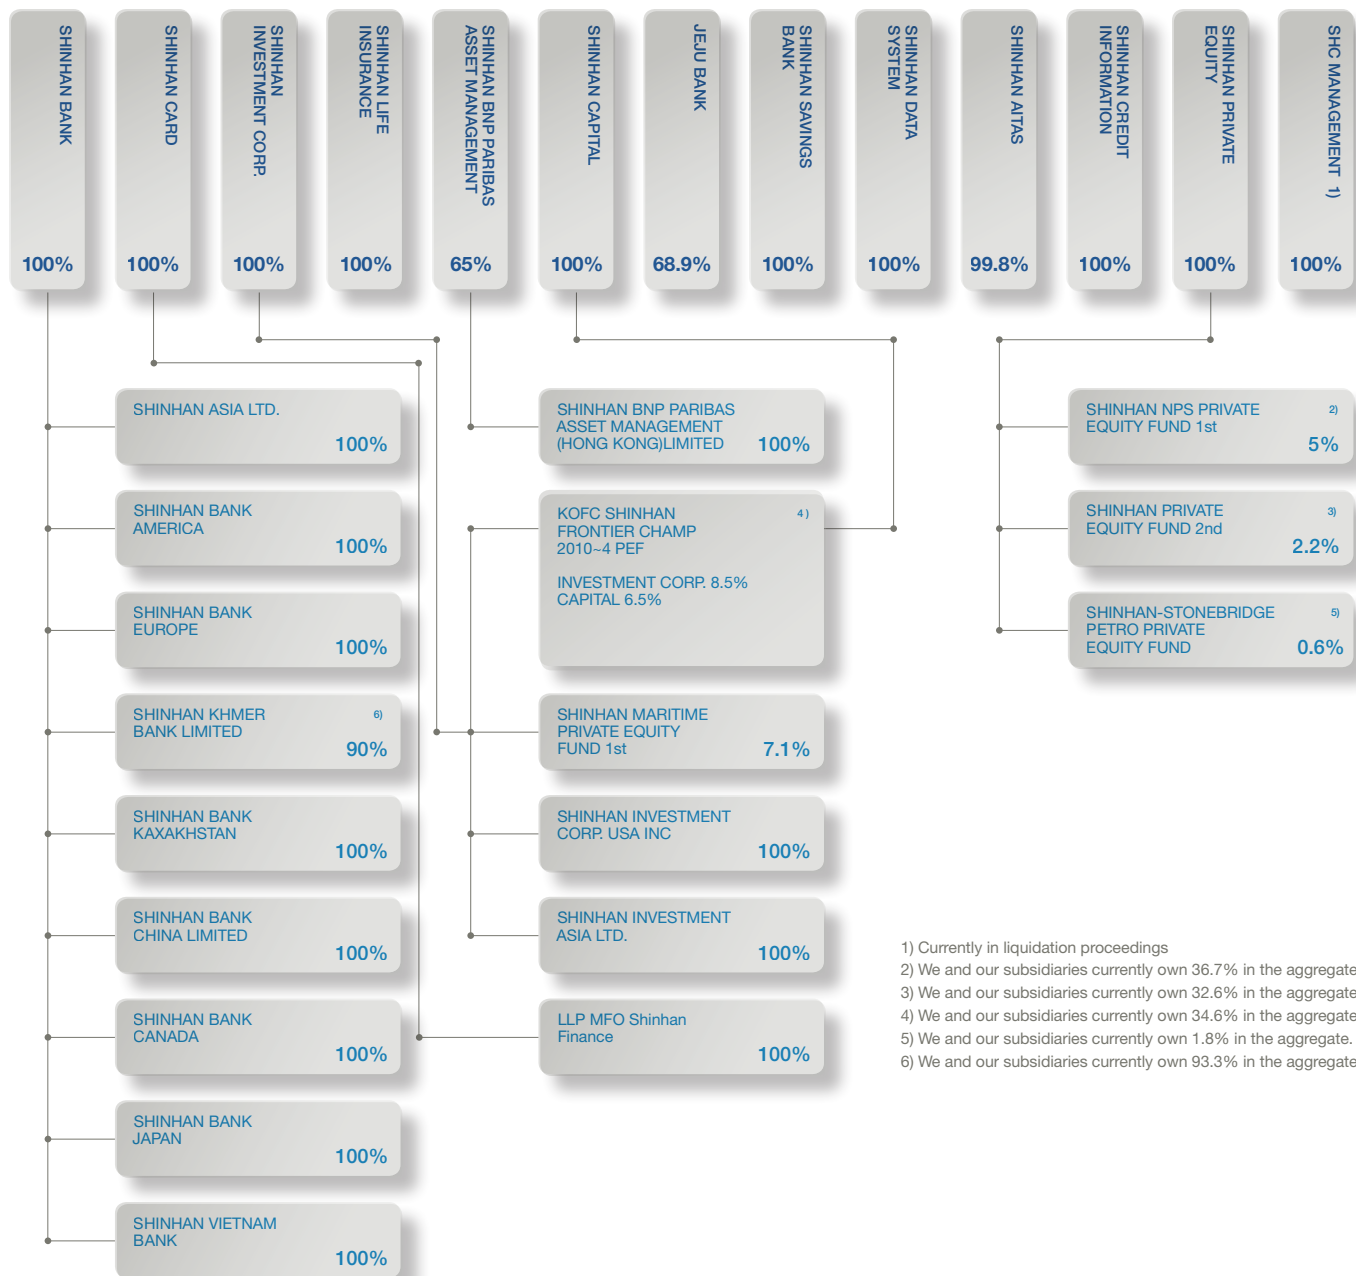 SHINHAN BANK
100%
SHINHAN CARD
100%
SHINHAN
INVESTMENT CORP.
100%
SHINHAN LIFE
INSURANCE
100%
SHINHAN BNP PARIBAS
ASSET MANAGEMENT
65%
SHINHAN CAPITAL
100%
JEJU BANK
68.9%
SHINHAN SAVINGS
BANK
100%
SHINHAN DATA
SYSTEM
100%
SHINHAN AITAS
99.8%
SHINHAN CREDIT
INFORMATION
100%
SHINHAN PRIVATE
EQUITY
100%
SHC MANAGEMENT 1)
100%
SHINHAN ASIA LTD.
100%
SHINHAN BANK
AMERICA
100%
SHINHAN BANK
EUROPE
100%
SHINHAN KHMER 6)
BANK LIMITED
90%
SHINHAN BANK
KAXAKHSTAN
100%
SHINHAN BANK
CHINA LIMITED
100%
SHINHAN BANK
CANADA
100%
SHINHAN BANK
JAPAN
100%
SHINHAN VIETNAM
BANK
100%
SHINHAN BNP PARIBAS
ASSET MANAGEMENT
(HONG KONG)LIMITED 100%
KOFC SHINHAN 4)
FRONTIER CHAMP
2010~4 PEF
INVESTMENT CORP. 8.5%
CAPITAL 6.5%
SHINHAN MARITIME
PRIVATE EQUITY
FUND 1st 7.1%
SHINHAN INVESTMENT
CORP. USA INC
100%
SHINHAN INVESTMENT
ASIA LTD.
100%
LLP MFO Shinhan
Finance
100%
SHINHAN NPS PRIVATE 2)
EQUITY FUND 1st
5%
SHINHAN PRIVATE 3)
EQUITY FUND 2nd
2.2%
SHINHAN-STONEBRIDGE 5)
PETRO PRIVATE
EQUITY FUND 0.6%
1) Currently in liquidation proceedings
2) We and our subsidiaries currently own 36.7% in the aggregate
3) We and our subsidiaries currently own 32.6% in the aggregate
4) We and our subsidiaries currently own 34.6% in the aggregate
5) We and our subsidiaries currently own 1.8% in the aggregate.
6) We and our subsidiaries currently own 93.3% in the aggregate